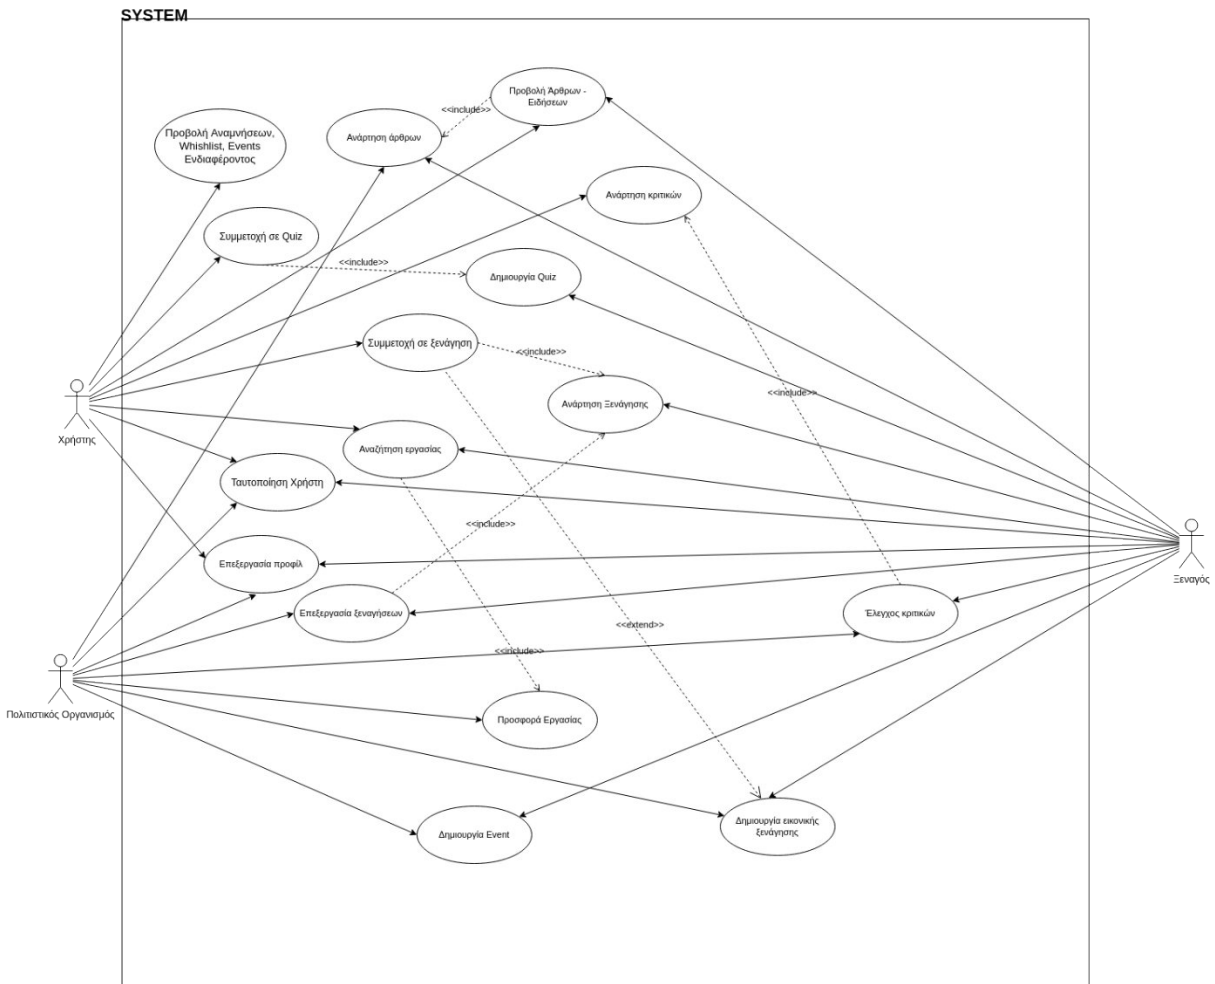 SYSTEM
Προβολή Άρθρων -
Ειδήσεων
<<include>>
Προβολή Αναμνήσεων,
Whishlist, Events
Ενδιαφέροντος
Ανάρτηση άρθρων
Ανάρτηση κριτικών
Συμμετοχή σε Quiz
<<include>>
Δημιουργία Quiz
Συμμετοχή σε ξενάγηση
<<include>>
<<include>>
Ανάρτηση Ξενάγησης
Χρήστης
Αναζήτηση εργασίας
Ταυτοποίηση Χρήστη
<<include>>
Επεξεργασία προφίλ
Ξεναγός
Επεξεργασία ξεναγήσεων
Έλεγχος κριτικών
<<extend>>
<<include>>
Πολιτιστικός Οργανισμός
Προσφορά Εργασίας
Δημιουργία Event
Δημιουργία εικονικής
ξενάγησης